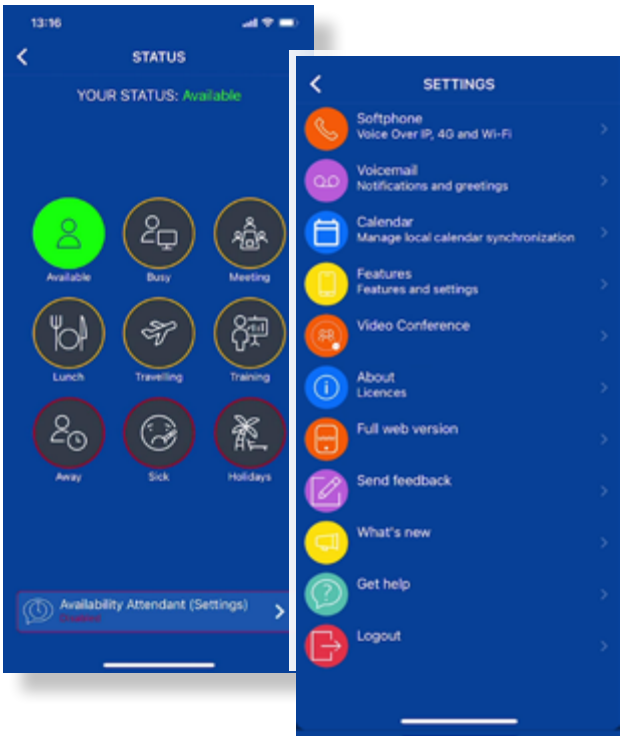 13:16
STATUS
YOUR STATUS: Available
Available
Busy
Meeting
Lunch
Travelling
Training
Away
Sick
Holidays
Availability Attendant (Settings)
Disabled
SETTINGS
Softphone
Voice Over IP, 4G and Wi-Fi
Voicemail
Notifications and greetings
Calendar
Manage local calendar synchronization
Features
Features and settings
Video Conference
About
Licences
Full web version
Send feedback
What's new
Get help
Logout